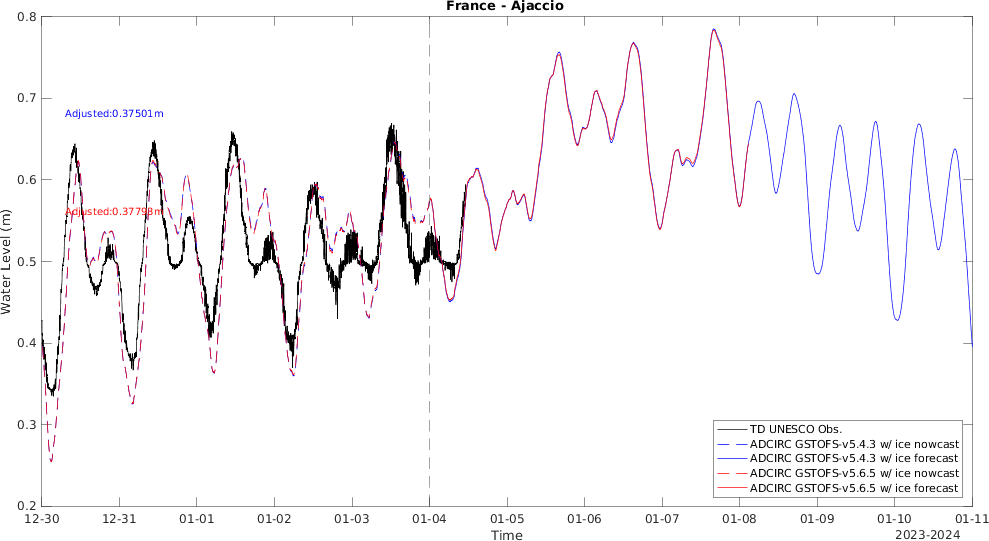 France - Ajaccio
0.8
0.7
0.6
0.5
0.4
0.3
0.2
Water Level (m)
Adjusted:0.37501m
Adjusted:0.37793m
TD UNESCO Obs.
ADCIRC GSTOFS-v5.4.3 w/ ice nowcast
ADCIRC GSTOFS-v5.4.3 w/ ice forecast
ADCIRC GSTOFS-v5.6.5 w/ ice nowcast
ADCIRC GSTOFS-v5.6.5 w/ ice forecast
12-30 12-31 01-01 01-02 01-03 01-04 01-05 01-06 01-07 01-08 01-09 01-10 01-11
Time
2023-2024